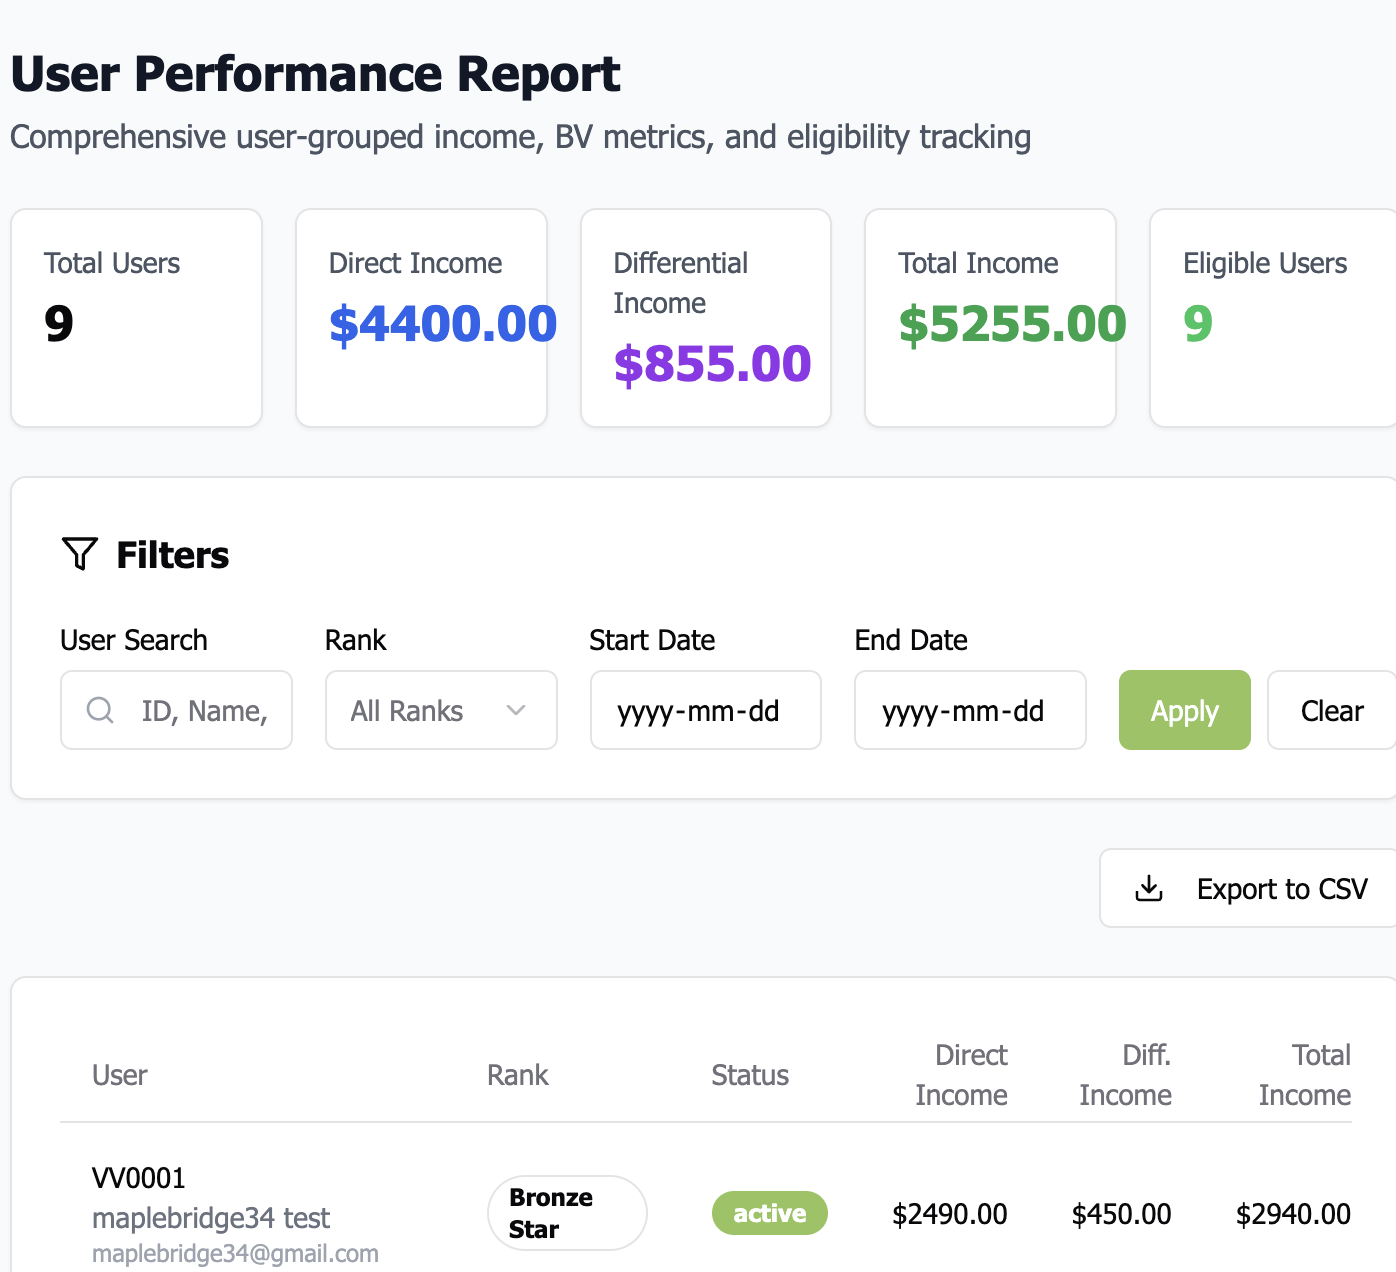 User Performance Report
Comprehensive user-grouped income, BV metrics, and eligibility tracking
Total Users
9
Direct Income
$4400.00
Differential
Income
$855.00
Total Income
$5255.00
Eligible Users
9
Filters
User Search
ID, Name,
Rank
All Ranks
Start Date
yyyy-mm-dd
End Date
yyyy-mm-dd
Apply
Clear
Export to CSV
User
Rank
Status
Direct
Income
Diff.
Income
Total
Income
VV0001
maplebridge34 test
maplebridge34@gmail.com
Bronze
Star
active
$2490.00
$450.00
$2940.00